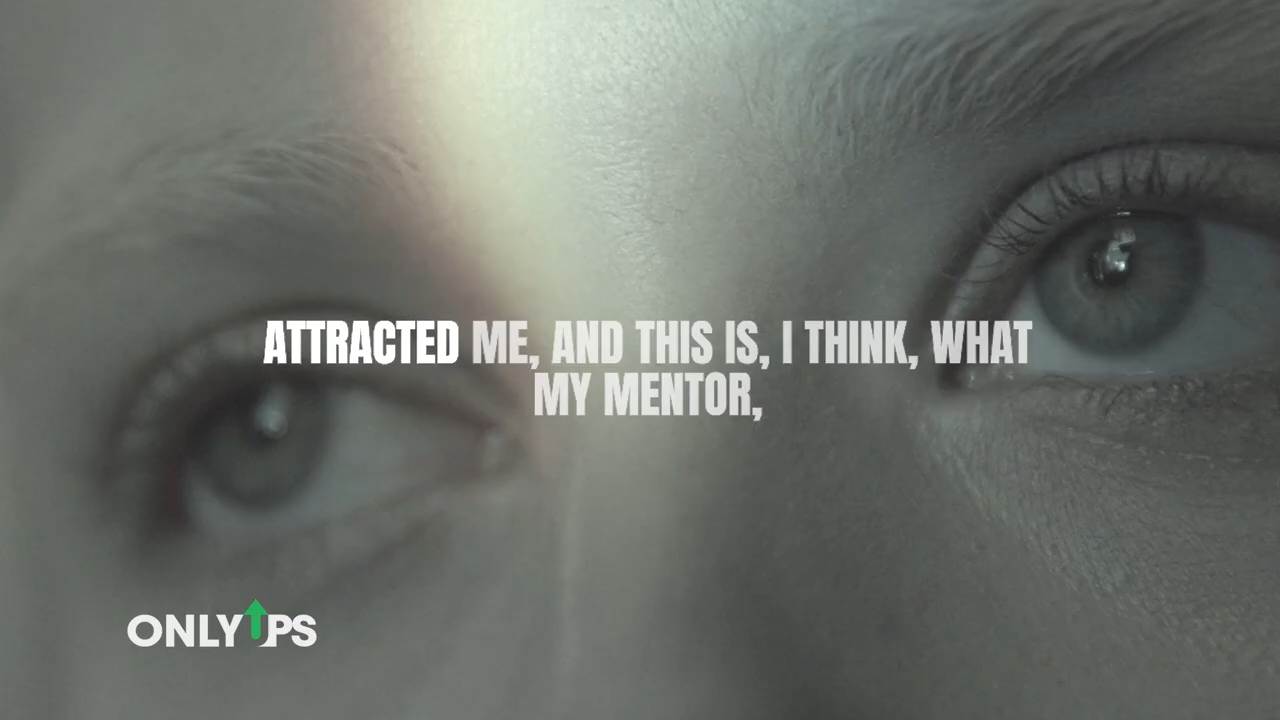 ATTRACTED ME, AND THIS IS, I THINK, WHAT
MY MENTOR,
ONLYUPS